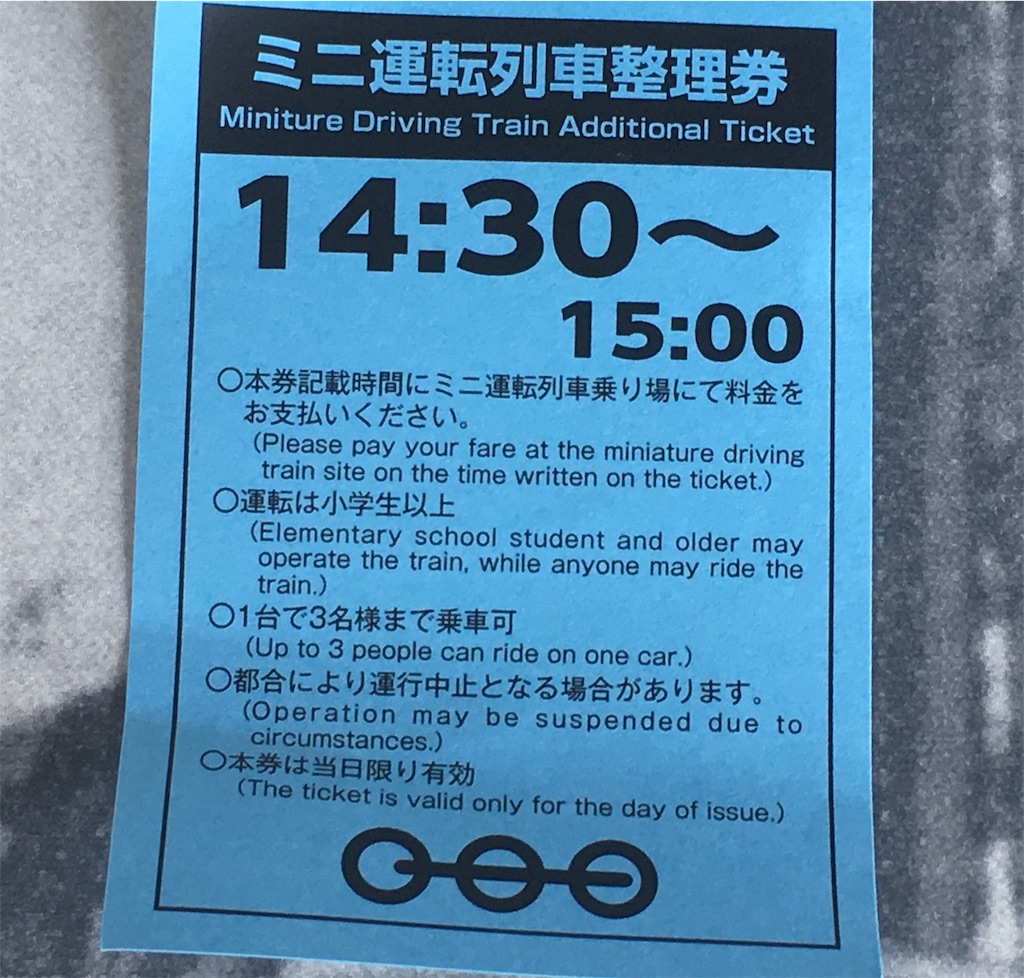 ミニ運転列車整理券
Miniture Driving Train Additional Ticket
14:30～
15:00
○本券記載時間にミニ運転列車乗り場にて料金を
お支払いください。
(Please pay your fare at the miniature driving
train site on the time written on the ticket.)
○運転は小学生以上
(Elementary school student and older may
operate the train, while anyone may ride the
train.)
○1台で3名様まで乗車可
(Up to 3 people can ride on one car.)
○都合により運行中止となる場合があります。
(Operation may be suspended due to
circumstances.)
○本券は当日限り有効
(The ticket is valid only for the day of issue.)